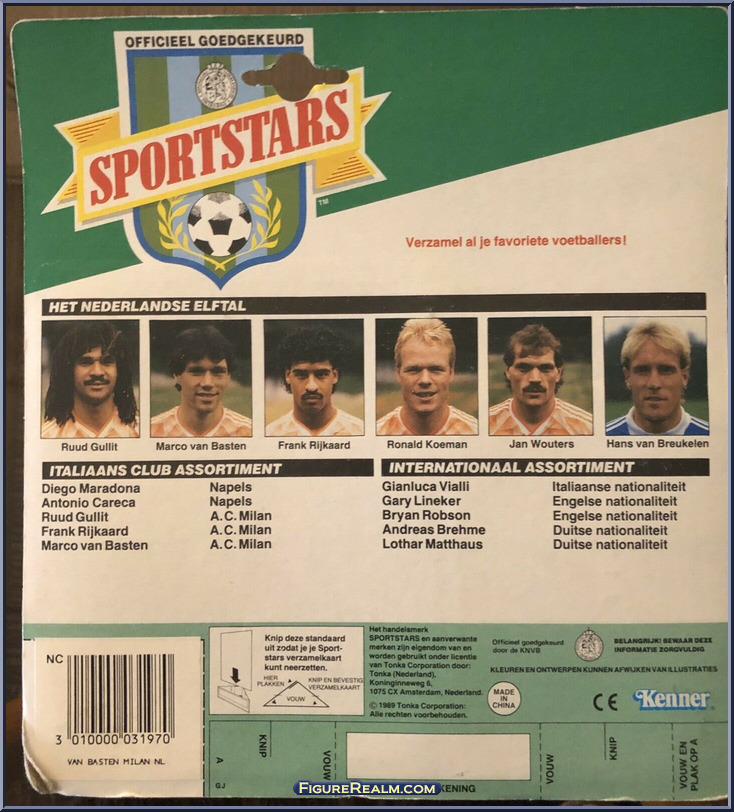 OFFICIEEL GOEDGEKEURD
SPORTSTARS
TM
Verzamel al je favoriete voetballers!
HET NEDERLANDSE ELFTAL
Ruud Gullit
Marco van Basten
Frank Rijkaard
Ronald Koeman
Jan Wouters
Hans van Breukelen
ITALIAANS CLUB ASSORTIMENT
Diego Maradona Napels
Antonio Careca Napels
Ruud Gullit A.C. Milan
Frank Rijkaard A.C. Milan
Marco van Basten A.C. Milan
INTERNATIONAAL ASSORTIMENT
Gianluca Vialli Italiaanse nationaliteit
Gary Lineker Engelse nationaliteit
Bryan Robson Engelse nationaliteit
Andreas Brehme Duitse nationaliteit
Lothar Matthaus Duitse nationaliteit
NC
3 010000 031970
VAN BASTEN MILAN NL
Knip deze standaard
uit zodat je je Sport-
stars verzamelkaart
kunt neerzetten.
HIER
PLAKKEN
KNIP EN BEVESTIG
VERZAMELKAART
VOUW
Het handelsmerk
SPORTSTARS en aanverwante
merken zijn eigendom van en
worden gebruikt onder licentie
van Tonka Corporation door:
Tonka (Nederland).
Koninginneweg 6,
1075 CX Amsterdam, Nederland.
© 1989 Tonka Corporation:
Alle rechten voorbehouden.
Officieel goedgekeurd
door de KNVB
BELANGRIJK! BEWAAR DEZE
INFORMATIE ZORGVULDIG
KLEUREN EN ONTWERPEN KUNNEN AFWIJKEN VAN ILLUSTRATIES
MADE
IN
CHINA
CE
Kenner
A
GJ
KNIP
VOUW
KENING
VOUW
KNIP
VOUW EN
PLAK OP A
FIGUREREALM.COM